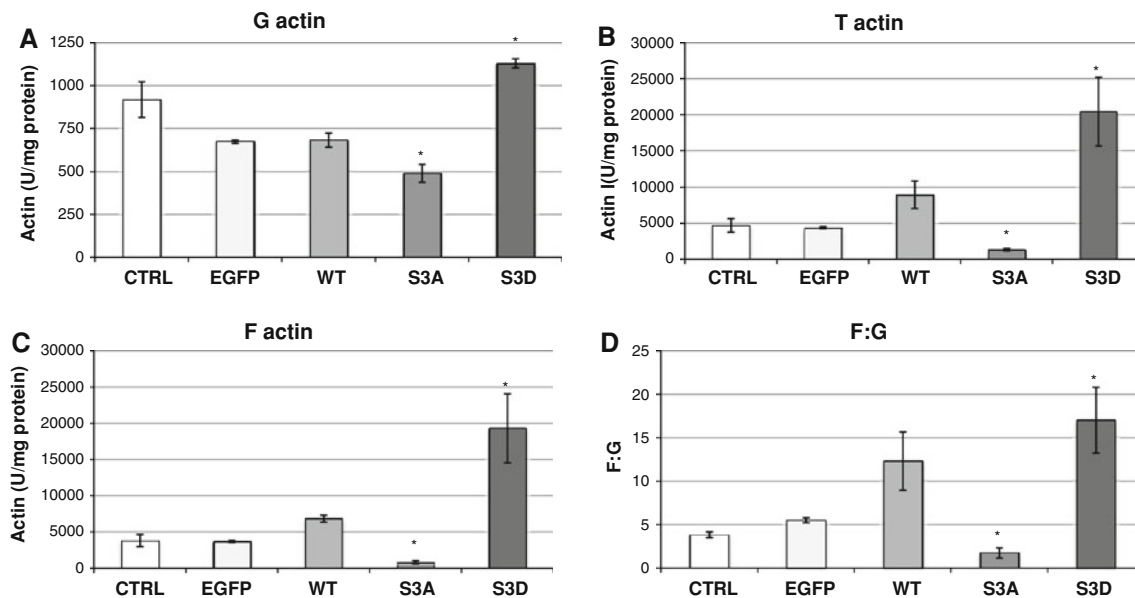 A
G actin
Actin (U/mg protein)
1250
1000
750
500
250
0
*
*
CTRL EGFP WT S3A S3D
B
T actin
Actin I(U/mg protein)
30000
25000
20000
15000
10000
5000
0
*
*
CTRL EGFP WT S3A S3D
C
F actin
Actin (U/mg protein)
30000
25000
20000
15000
10000
5000
0
*
*
CTRL EGFP WT S3A S3D
D
F:G
F:G
25
20
15
10
5
0
*
*
CTRL EGFP WT S3A S3D